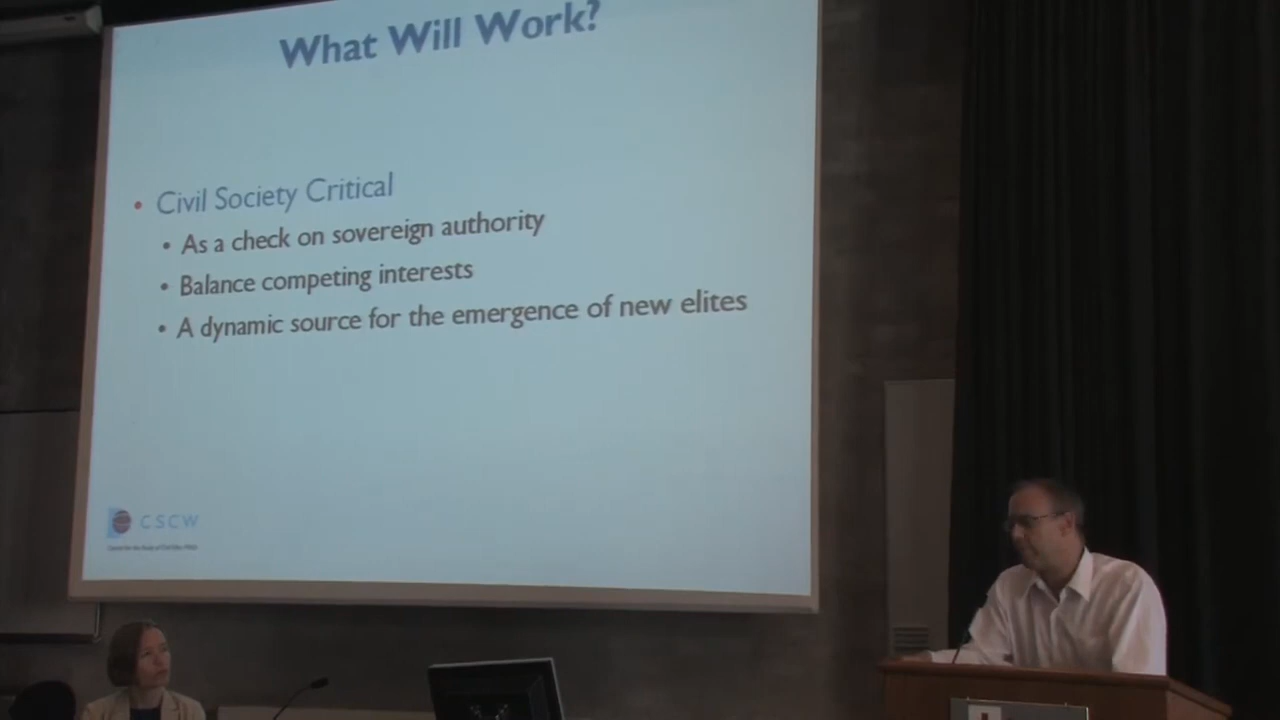 What Will Work?
• Civil Society Critical
• As a check on sovereign authority
• Balance competing interests
• A dynamic source for the emergence of new elites
CSCW